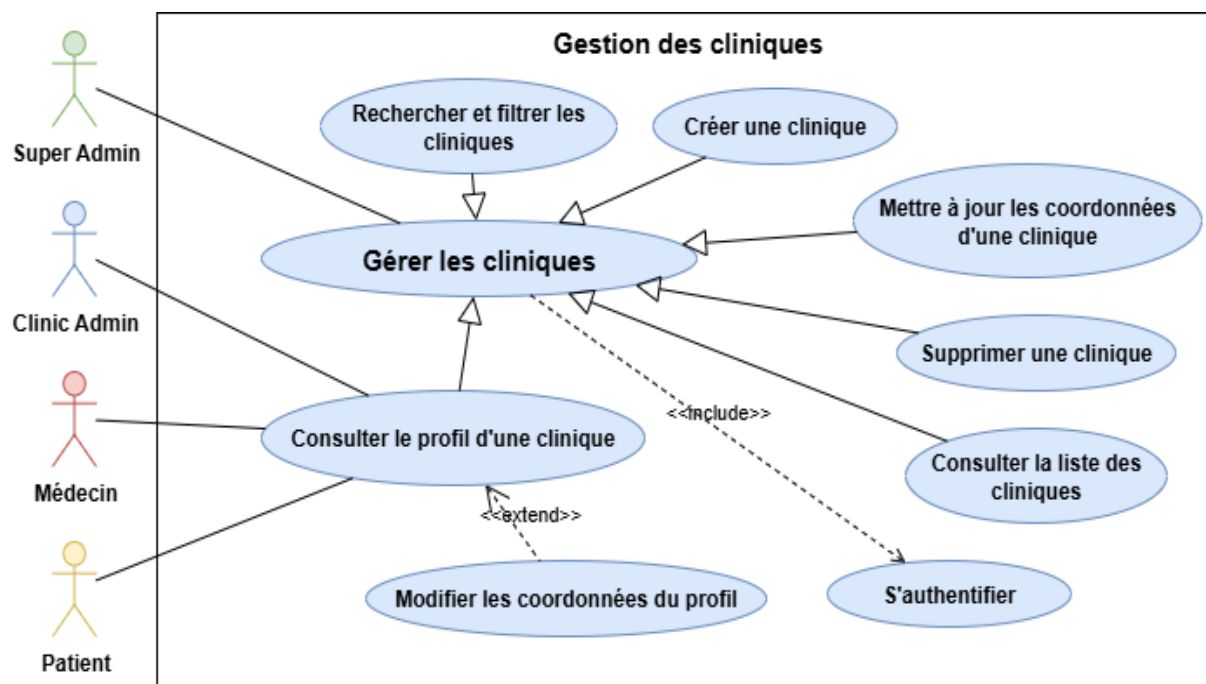 Gestion des cliniques
Super Admin
Clinic Admin
Médecin
Patient
Rechercher et filtrer les
cliniques
Créer une clinique
Mettre à jour les coordonnées
d'une clinique
Gérer les cliniques
Supprimer une clinique
<<include>>
Consulter le profil d'une clinique
Consulter la liste des
cliniques
<<extend>>
Modifier les coordonnées du profil
S'authentifier